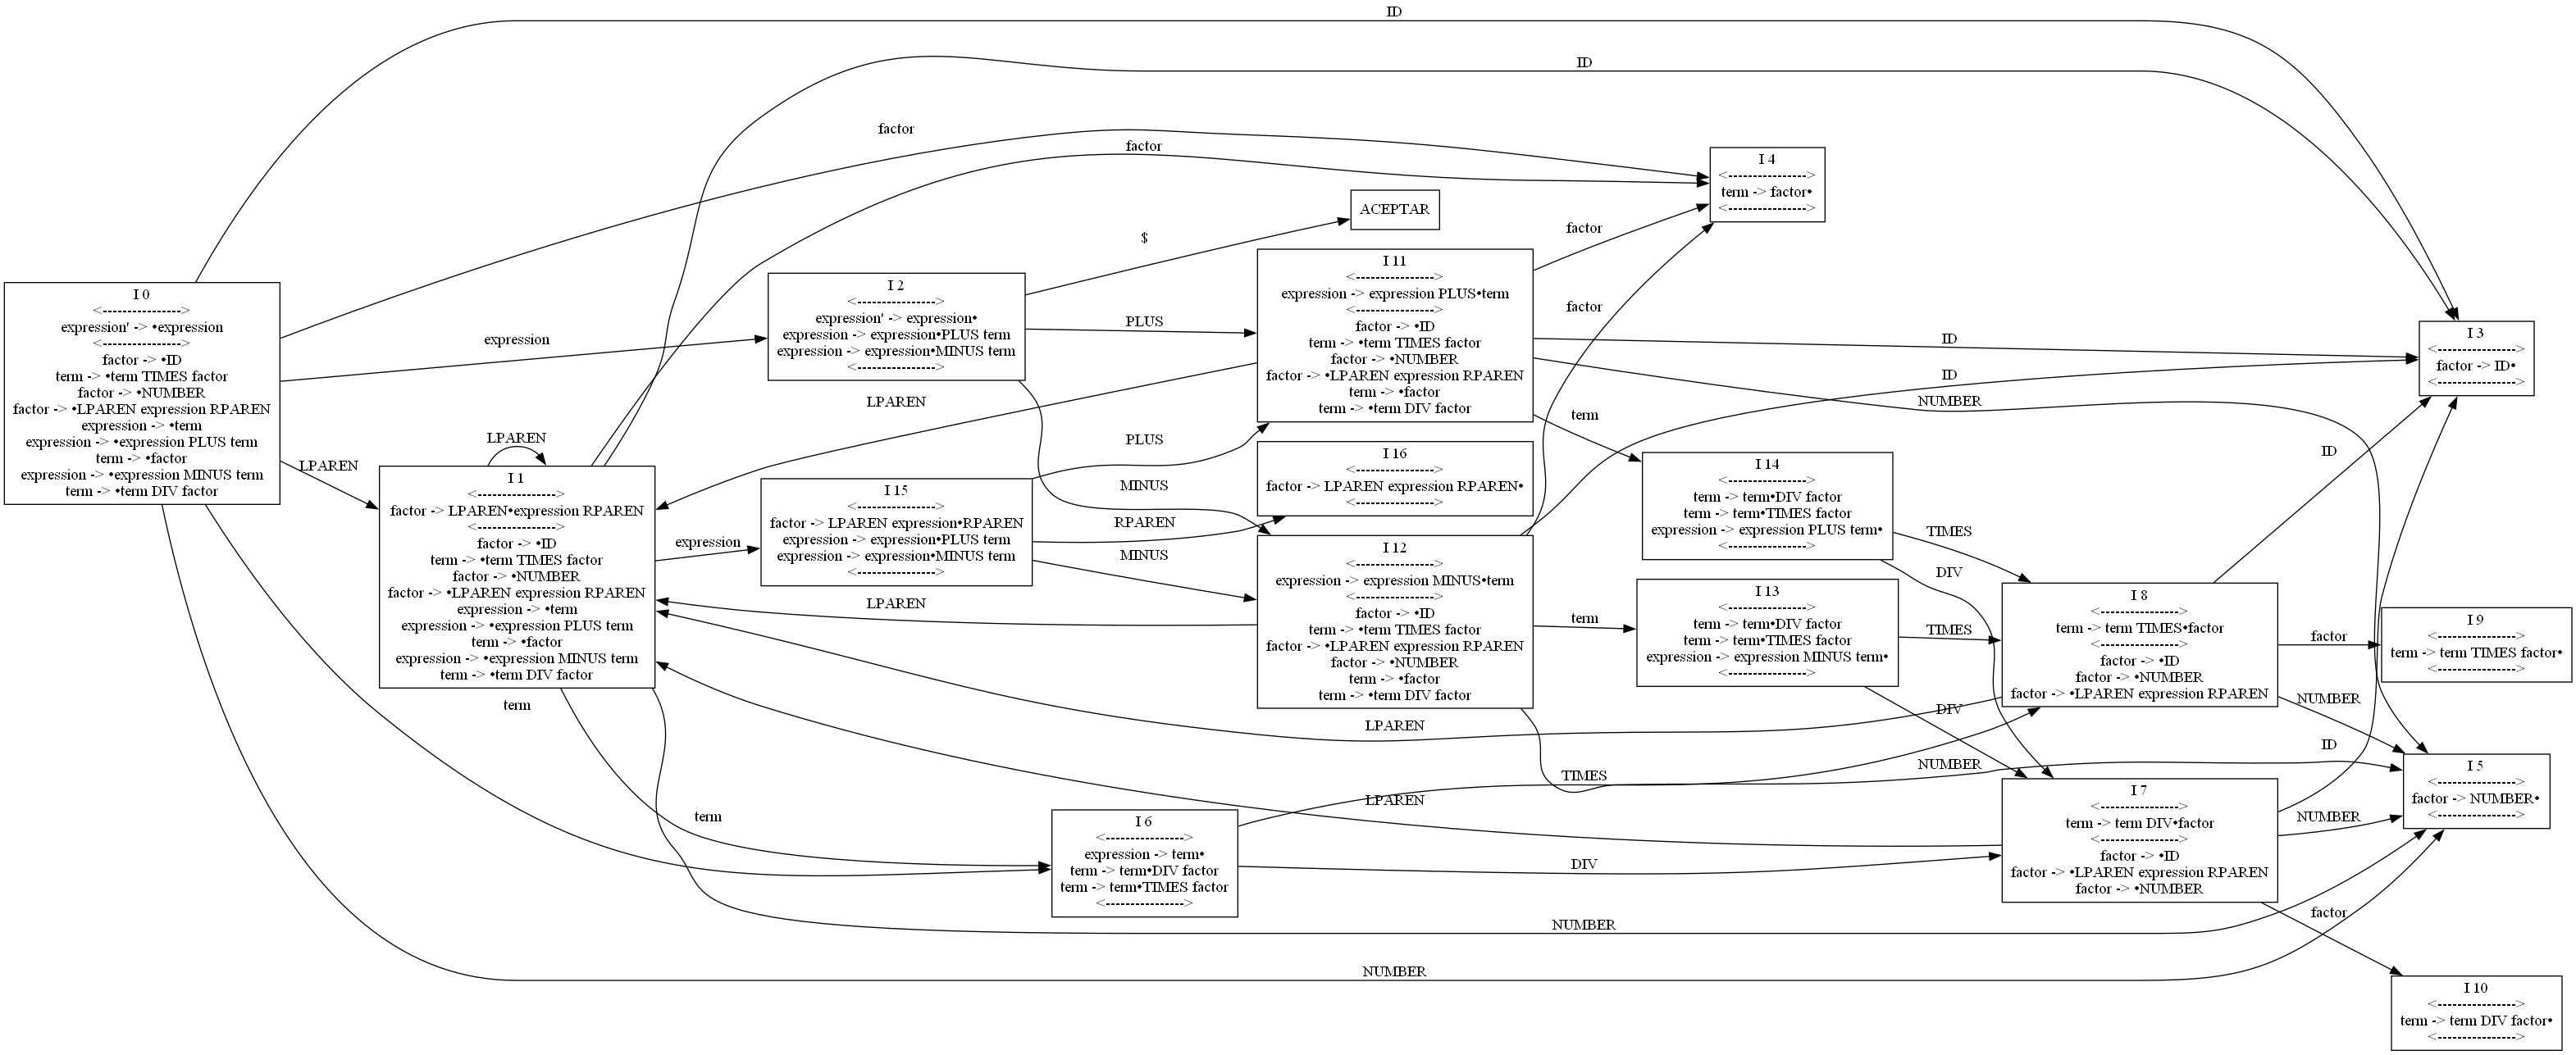 ID
ID
factor
factor
I 4
<----------------->
term -> factor•
<----------------->
ACEPTAR
$
I 0
<----------------->
expression' -> •expression
<----------------->
factor -> •ID
term -> •term TIMES factor
factor -> •NUMBER
factor -> •LPAREN expression RPAREN
expression -> •term
expression -> •expression PLUS term
term -> •factor
expression -> •expression MINUS term
term -> •term DIV factor
expression
LPAREN
I 2
<----------------->
expression' -> expression•
expression -> expression•PLUS term
expression -> expression•MINUS term
<----------------->
PLUS
I 11
<----------------->
expression -> expression PLUS•term
<----------------->
factor -> •ID
term -> •term TIMES factor
factor -> •NUMBER
factor -> •LPAREN expression RPAREN
term -> •factor
term -> •term DIV factor
factor
factor
ID
ID
NUMBER
term
I 3
<----------------->
factor -> ID•
<----------------->
LPAREN
LPAREN
I 1
<----------------->
factor -> LPAREN•expression RPAREN
<----------------->
factor -> •ID
term -> •term TIMES factor
factor -> •NUMBER
factor -> •LPAREN expression RPAREN
expression -> •term
expression -> •expression PLUS term
term -> •factor
expression -> •expression MINUS term
term -> •term DIV factor
expression
I 15
<----------------->
factor -> LPAREN expression•RPAREN
expression -> expression•PLUS term
expression -> expression•MINUS term
<----------------->
PLUS
MINUS
RPAREN
MINUS
I 16
<----------------->
factor -> LPAREN expression RPAREN•
<----------------->
I 12
<----------------->
expression -> expression MINUS•term
<----------------->
factor -> •ID
term -> •term TIMES factor
factor -> •LPAREN expression RPAREN
factor -> •NUMBER
term -> •factor
term -> •term DIV factor
LPAREN
term
I 14
<----------------->
term -> term•DIV factor
term -> term•TIMES factor
expression -> expression PLUS term•
<----------------->
TIMES
DIV
I 13
<----------------->
term -> term•DIV factor
term -> term•TIMES factor
expression -> expression MINUS term•
<----------------->
TIMES
DIV
ID
I 8
<----------------->
term -> term TIMES•factor
<----------------->
factor -> •ID
factor -> •NUMBER
factor -> •LPAREN expression RPAREN
factor
NUMBER
I 9
<----------------->
term -> term TIMES factor•
<----------------->
term
term
LPAREN
LPAREN
TIMES
NUMBER
ID
I 6
<----------------->
expression -> term•
term -> term•DIV factor
term -> term•TIMES factor
<----------------->
DIV
I 7
<----------------->
term -> term DIV•factor
<----------------->
factor -> •ID
factor -> •LPAREN expression RPAREN
factor -> •NUMBER
NUMBER
I 5
<----------------->
factor -> NUMBER•
<----------------->
factor
NUMBER
NUMBER
I 10
<----------------->
term -> term DIV factor•
<----------------->